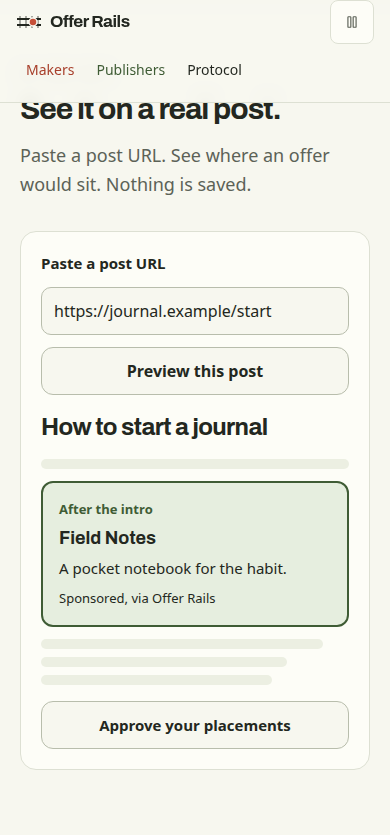 Offer Rails
Makers
Publishers
Protocol
See it on a real post.
Paste a post URL. See where an offer
would sit. Nothing is saved.
Paste a post URL
https://journal.example/start
Preview this post
How to start a journal
After the intro
Field Notes
A pocket notebook for the habit.
Sponsored, via Offer Rails
Approve your placements